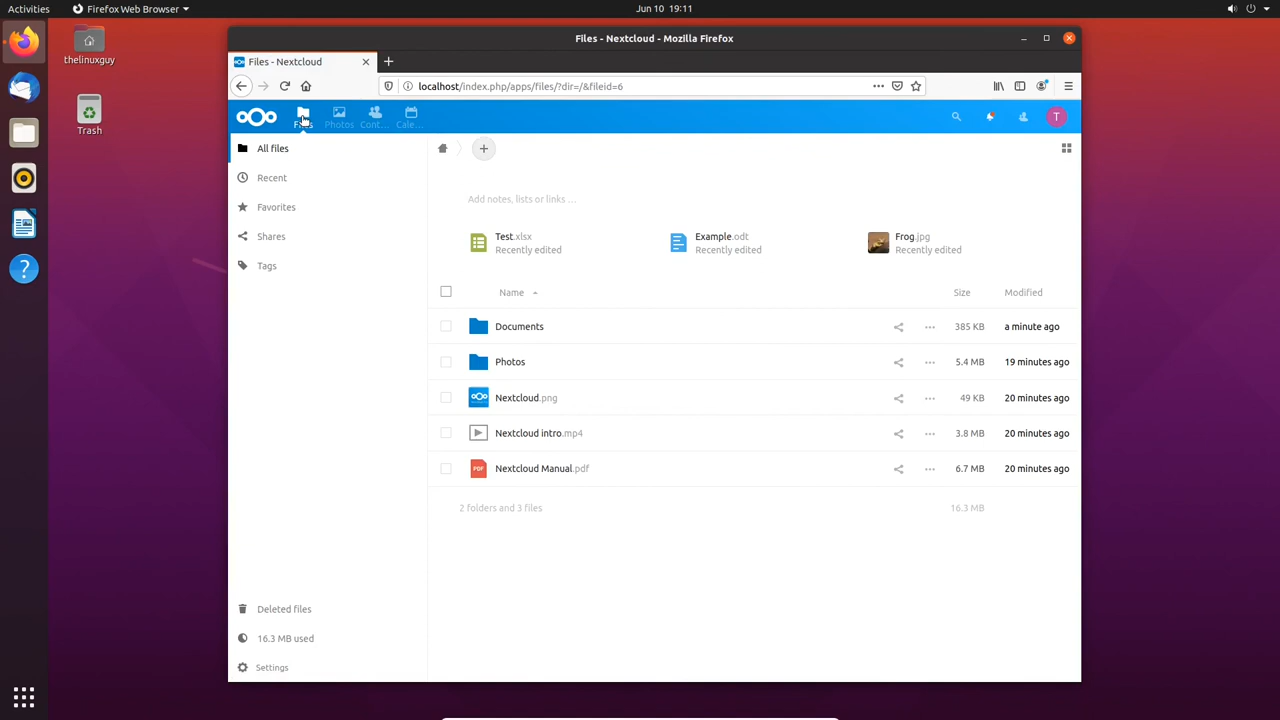 Activities
Firefox Web Browser
Jun 10 19:11
thelinuxguy
Trash
Files - Nextcloud - Mozilla Firefox
Files - Nextcloud
localhost/index.php/apps/files/?dir=/&fileid=6
Files
Photos
Cont...
Cale...
T
All files
Recent
Favorites
Shares
Tags
Add notes, lists or links …
Test.xlsx
Recently edited
Example.odt
Recently edited
Frog.jpg
Recently edited
Name
Size
Modified
Documents
385 KB
a minute ago
Photos
5.4 MB
19 minutes ago
Nextcloud.png
49 KB
20 minutes ago
Nextcloud intro.mp4
3.8 MB
20 minutes ago
PDF
Nextcloud Manual.pdf
6.7 MB
20 minutes ago
2 folders and 3 files
16.3 MB
Deleted files
16.3 MB used
Settings